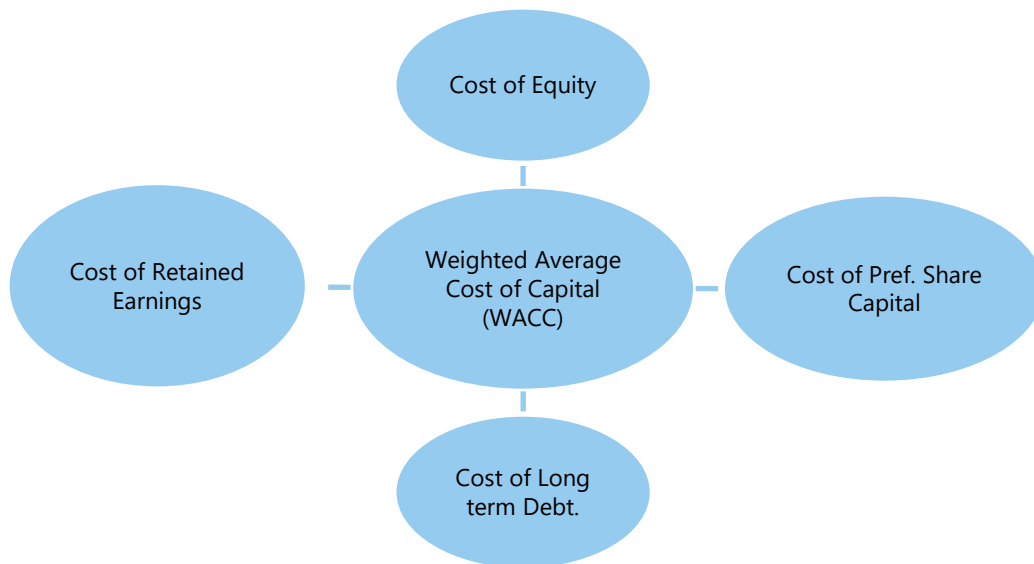 Cost of Equity
Cost of Retained
Earnings
Weighted Average
Cost of Capital
(WACC)
Cost of Pref. Share
Capital
Cost of Long
term Debt.